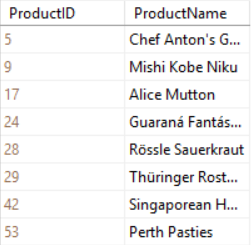 ProductID ProductName
5 Chef Anton's G...
9 Mishi Kobe Niku
17 Alice Mutton
24 Guaraná Fantás...
28 Rössle Sauerkraut
29 Thüringer Rost...
42 Singaporean H...
53 Perth Pasties